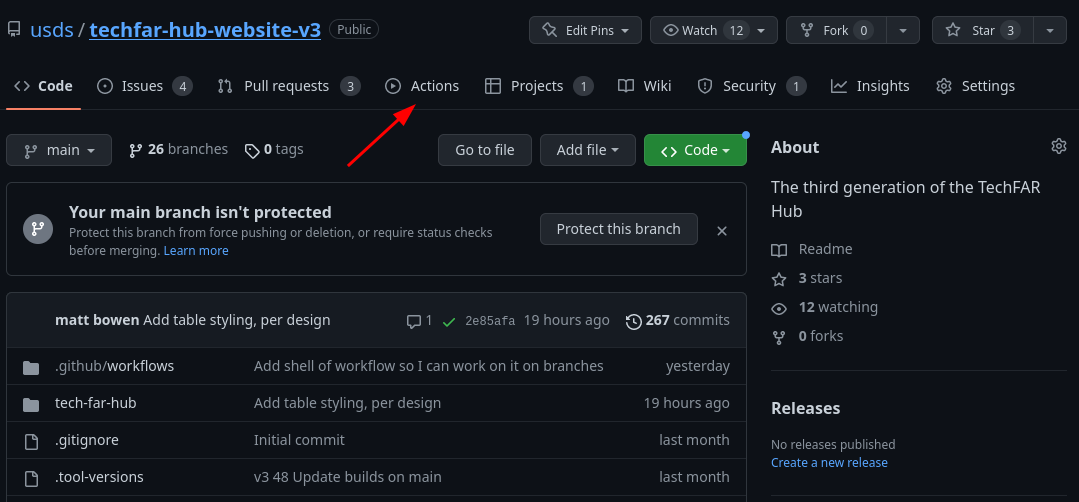 usds / techfar-hub-website-v3 Public Edit Pins Watch 12 Fork 0 Star 3
Code Issues 4 Pull requests 3 Actions Projects 1 Wiki Security 1 Insights Settings
main 26 branches 0 tags Go to file Add file Code
Your main branch isn't protected
Protect this branch from force pushing or deletion, or require status checks
before merging. Learn more
Protect this branch
matt bowen Add table styling, per design 1 2e85afa 19 hours ago 267 commits
.github/workflows Add shell of workflow so I can work on it on branches yesterday
tech-far-hub Add table styling, per design 19 hours ago
.gitignore Initial commit last month
.tool-versions v3 48 Update builds on main last month
About
The third generation of the TechFAR
Hub
Readme
3 stars
12 watching
0 forks
Releases
No releases published
Create a new release